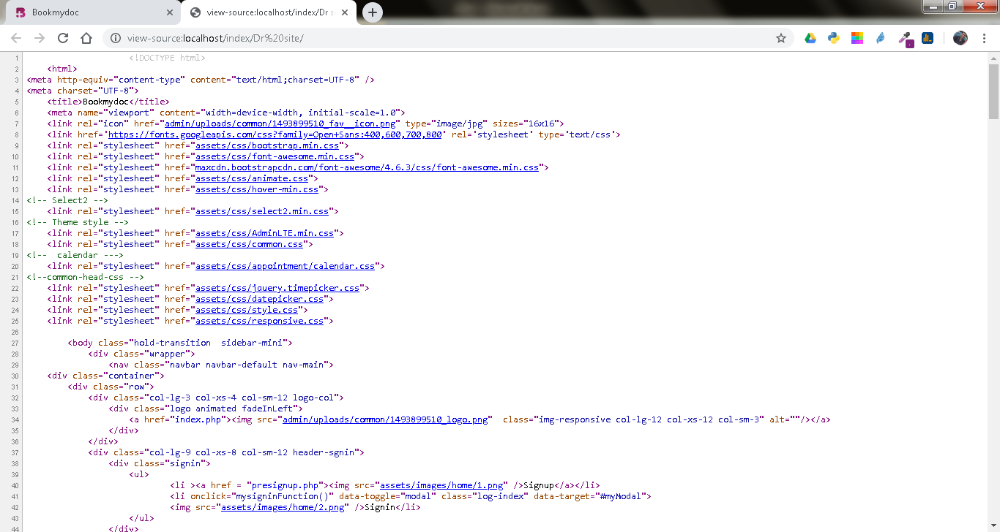 Bookmydoc
view-source:localhost/index/Dr s
view-source:localhost/index/Dr%20site/
1 <!DOCTYPE html>
2 <html>
3 <meta http-equiv="content-type" content="text/html;charset=UTF-8" />
4 <meta charset="UTF-8">
5 <title>Bookmydoc</title>
6 <meta name="viewport" content="width=device-width, initial-scale=1.0">
7 <link rel="icon" href="admin/uploads/common/1493899510_fav__icon.png" type="image/jpg" sizes="16x16">
8 <link href='https://fonts.googleapis.com/css?family=Open+Sans:400,600,700,800' rel='stylesheet' type='text/css'>
9 <link rel="stylesheet" href="assets/css/bootstrap.min.css">
10 <link rel="stylesheet" href="assets/css/font-awesome.min.css">
11 <link rel="stylesheet" href="maxcdn.bootstrapcdn.com/font-awesome/4.6.3/css/font-awesome.min.css">
12 <link rel="stylesheet" href="assets/css/animate.css">
13 <link rel="stylesheet" href="assets/css/hover-min.css">
14 <!-- Select2 -->
15 <link rel="stylesheet" href="assets/css/select2.min.css">
16 <!-- Theme style -->
17 <link rel="stylesheet" href="assets/css/AdminLTE.min.css">
18 <link rel="stylesheet" href="assets/css/common.css">
19 <!--  calendar --->
20 <link rel="stylesheet" href="assets/css/appointment/calendar.css">
21 <!--common-head-css -->
22 <link rel="stylesheet" href="assets/css/jquery.timepicker.css">
23 <link rel="stylesheet" href="assets/css/datepicker.css">
24 <link rel="stylesheet" href="assets/css/style.css">
25 <link rel="stylesheet" href="assets/css/responsive.css">
26
27 <body class="hold-transition  sidebar-mini">
28 <div class="wrapper">
29 <nav class="navbar navbar-default nav-main">
30 <div class="container">
31 <div class="row">
32 <div class="col-lg-3 col-xs-4 col-sm-12 logo-col">
33 <div class="logo animated fadeInLeft">
34 <a href="index.php"><img src="admin/uploads/common/1493899510_logo.png"  class="img-responsive col-lg-12 col-xs-12 col-sm-3" alt=""/></a>
35 </div>
36 </div>
37 <div class="col-lg-9 col-xs-8 col-sm-12 header-sgnin">
38 <div class="signin">
39 <ul>
40 <li ><a href = "presignup.php"><img src="assets/images/home/1.png" />Signup</a></li>
41 <li onclick="mysigninFunction()" data-toggle="modal" class="log-index" data-target="#myModal">
42 <img src="assets/images/home/2.png" />Signin</li>
43 </ul>
44 </div>